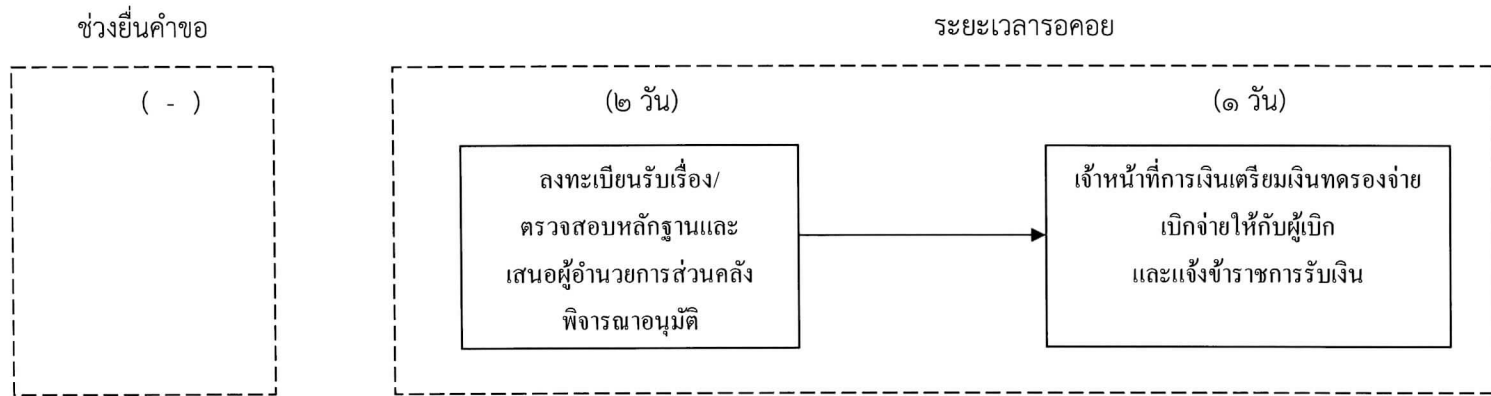 ช่วงยื่นคำขอ
ระยะเวลารอคอย
( - )
(๒ วัน)
(๑ วัน)
ลงทะเบียนรับเรื่อง/
ตรวจสอบหลักฐานและ
เสนอผู้อำนวยการส่วนคลัง
พิจารณาอนุมัติ
เจ้าหน้าที่การเงินเตรียมเงินทดรองจ่าย
เบิกจ่ายให้กับผู้เบิก
และแจ้งข้าราชการรับเงิน